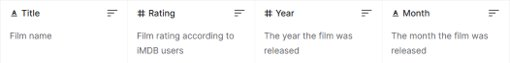 Title
Rating
Year
Month
Film name
Film rating according to
iMDB users
The year the film was
released
The month the film was
released